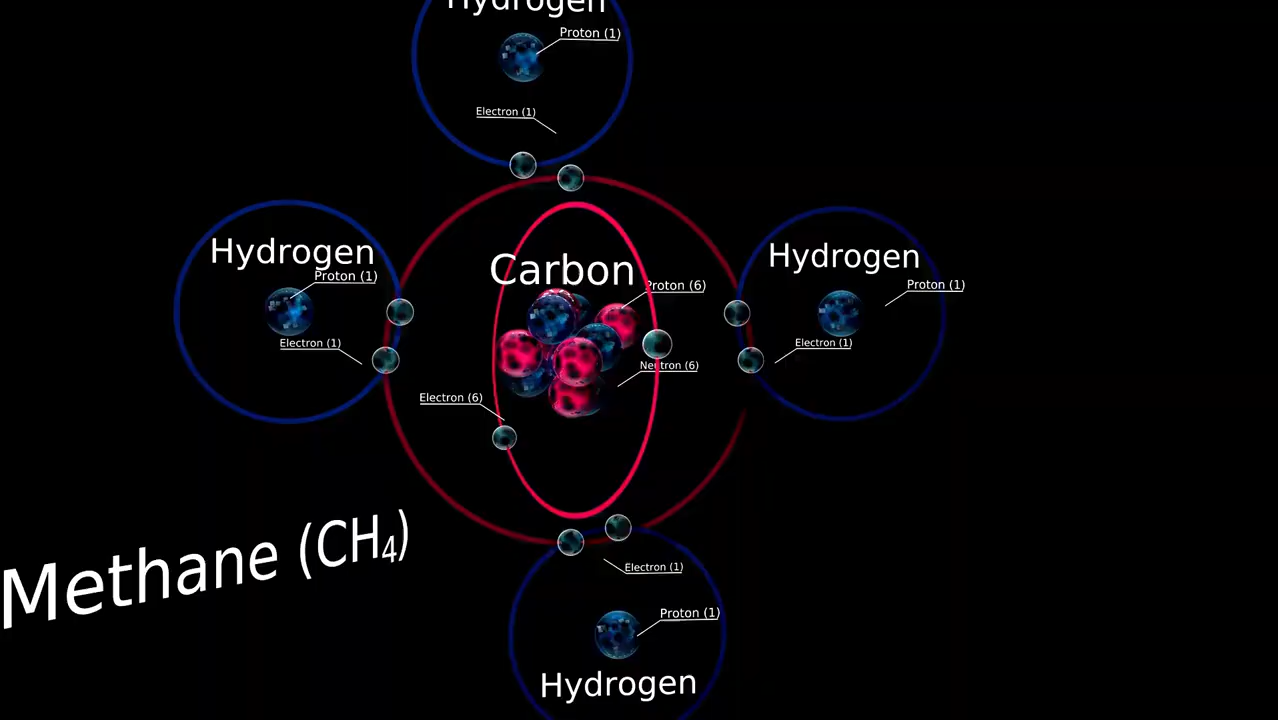 Hydrogen
Proton (1)
Electron (1)
Hydrogen
Proton (1)
Electron (1)
Carbon
Proton (6)
Neutron (6)
Electron (6)
Hydrogen
Proton (1)
Electron (1)
Methane (CH₄)
Electron (1)
Proton (1)
Hydrogen